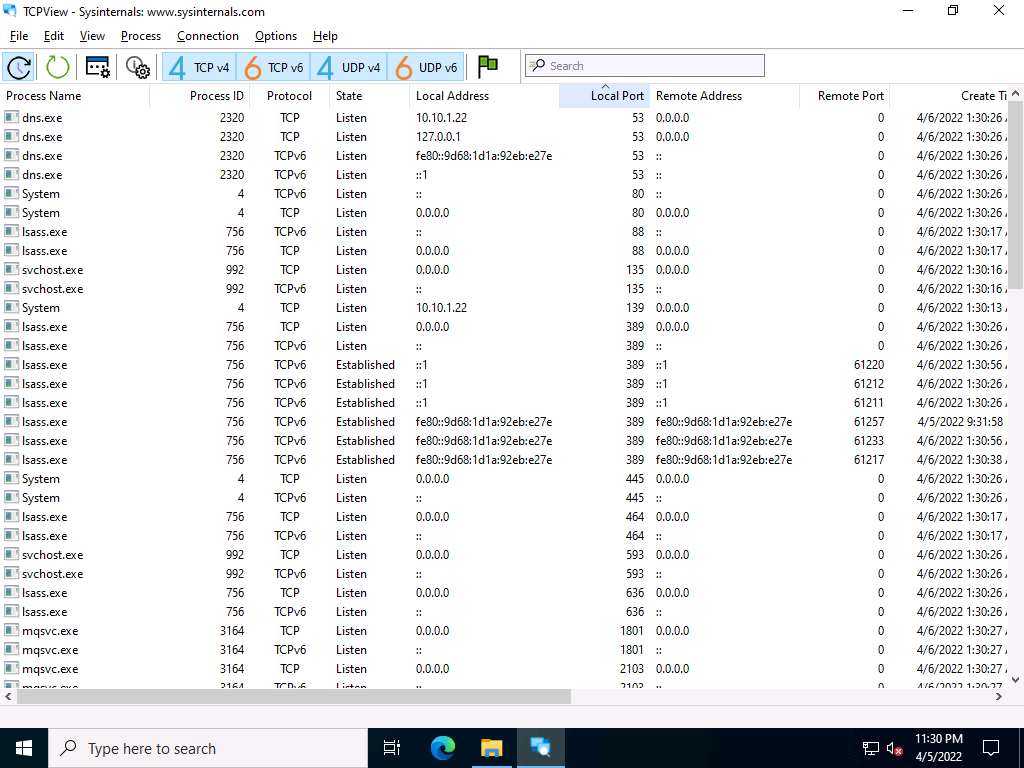 TCPView - Sysinternals: www.sysinternals.com
File Edit View Process Connection Options Help
4 TCP v4 6 TCP v6 4 UDP v4 6 UDP v6 Search
Process Name Process ID Protocol State Local Address Local Port Remote Address Remote Port Create Ti
dns.exe 2320 TCP Listen 10.10.1.22 53 0.0.0.0 0 4/6/2022 1:30:26
dns.exe 2320 TCP Listen 127.0.0.1 53 0.0.0.0 0 4/6/2022 1:30:26
dns.exe 2320 TCPv6 Listen fe80::9d68:1d1a:92eb:e27e 53 :: 0 4/6/2022 1:30:26
dns.exe 2320 TCPv6 Listen ::1 53 :: 0 4/6/2022 1:30:26
System 4 TCPv6 Listen :: 80 :: 0 4/6/2022 1:30:26
System 4 TCP Listen 0.0.0.0 80 0.0.0.0 0 4/6/2022 1:30:26
lsass.exe 756 TCPv6 Listen :: 88 :: 0 4/6/2022 1:30:17
lsass.exe 756 TCP Listen 0.0.0.0 88 0.0.0.0 0 4/6/2022 1:30:17
svchost.exe 992 TCP Listen 0.0.0.0 135 0.0.0.0 0 4/6/2022 1:30:16
svchost.exe 992 TCPv6 Listen :: 135 :: 0 4/6/2022 1:30:16
System 4 TCP Listen 10.10.1.22 139 0.0.0.0 0 4/6/2022 1:30:13
lsass.exe 756 TCP Listen 0.0.0.0 389 0.0.0.0 0 4/6/2022 1:30:26
lsass.exe 756 TCPv6 Listen :: 389 :: 0 4/6/2022 1:30:56
lsass.exe 756 TCPv6 Established ::1 389 ::1 61220 4/6/2022 1:30:26
lsass.exe 756 TCPv6 Established ::1 389 ::1 61212 4/6/2022 1:30:56
lsass.exe 756 TCPv6 Established ::1 389 ::1 61211 4/6/2022 1:30:26
lsass.exe 756 TCPv6 Established fe80::9d68:1d1a:92eb:e27e 389 fe80::9d68:1d1a:92eb:e27e 61257 4/5/2022 9:31:58
lsass.exe 756 TCPv6 Established fe80::9d68:1d1a:92eb:e27e 389 fe80::9d68:1d1a:92eb:e27e 61233 4/6/2022 1:30:56
lsass.exe 756 TCPv6 Established fe80::9d68:1d1a:92eb:e27e 389 fe80::9d68:1d1a:92eb:e27e 61217 4/6/2022 1:30:38
System 4 TCP Listen 0.0.0.0 445 0.0.0.0 0 4/6/2022 1:30:26
System 4 TCPv6 Listen :: 445 :: 0 4/6/2022 1:30:26
lsass.exe 756 TCP Listen 0.0.0.0 464 0.0.0.0 0 4/6/2022 1:30:17
lsass.exe 756 TCPv6 Listen :: 464 :: 0 4/6/2022 1:30:17
svchost.exe 992 TCP Listen 0.0.0.0 593 0.0.0.0 0 4/6/2022 1:30:26
svchost.exe 992 TCPv6 Listen :: 593 :: 0 4/6/2022 1:30:26
lsass.exe 756 TCP Listen 0.0.0.0 636 0.0.0.0 0 4/6/2022 1:30:26
lsass.exe 756 TCPv6 Listen :: 636 :: 0 4/6/2022 1:30:26
mqsvc.exe 3164 TCP Listen 0.0.0.0 1801 0.0.0.0 0 4/6/2022 1:30:27
mqsvc.exe 3164 TCPv6 Listen :: 1801 :: 0 4/6/2022 1:30:27
mqsvc.exe 3164 TCP Listen 0.0.0.0 2103 0.0.0.0 0 4/6/2022 1:30:27
mqsvc.exe 3164 TCPv6 Listen :: 2103 :: 0 4/6/2022 1:30:27
Type here to search
11:30 PM
4/5/2022